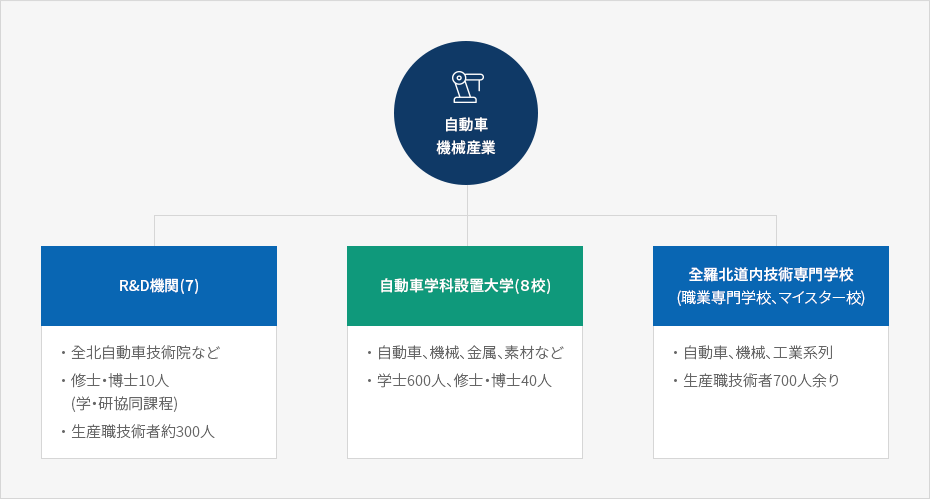 自動車
機械産業
R&D機関(7)
・全北自動車技術院など
・修士・博士10人
(学・研協同課程)
・生産職技術者約300人
自動車学科設置大学(８校)
・自動車、機械、金属、素材など
・学士600人、修士・博士40人
全羅北道内技術専門学校
(職業専門学校、マイスター校)
・自動車、機械、工業系列
・生産職技術者700人余り